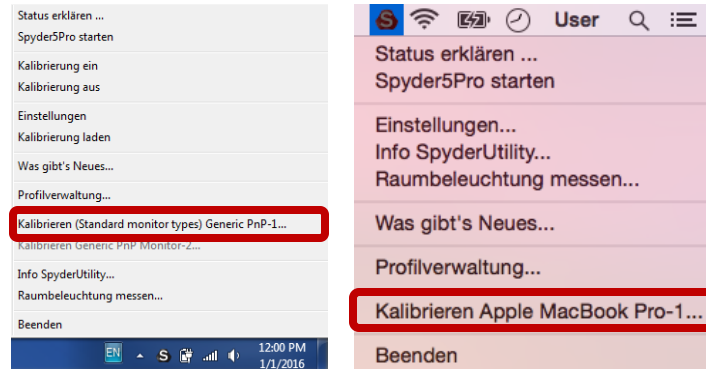 Status erklären ...
Spyder5Pro starten
Kalibrierung ein
Kalibrierung aus
Einstellungen
Kalibrierung laden
Was gibt's Neues...
Profilverwaltung...
Kalibrieren (Standard monitor types) Generic PnP-1...
Kalibrieren Generic PnP Monitor-2...
Info SpyderUtility...
Raumbeleuchtung messen...
Beenden
EN
S
12:00 PM
1/1/2016
S
User
Status erklären ...
Spyder5Pro starten
Einstellungen...
Info SpyderUtility...
Raumbeleuchtung messen...
Was gibt's Neues...
Profilverwaltung...
Kalibrieren Apple MacBook Pro-1...
Beenden